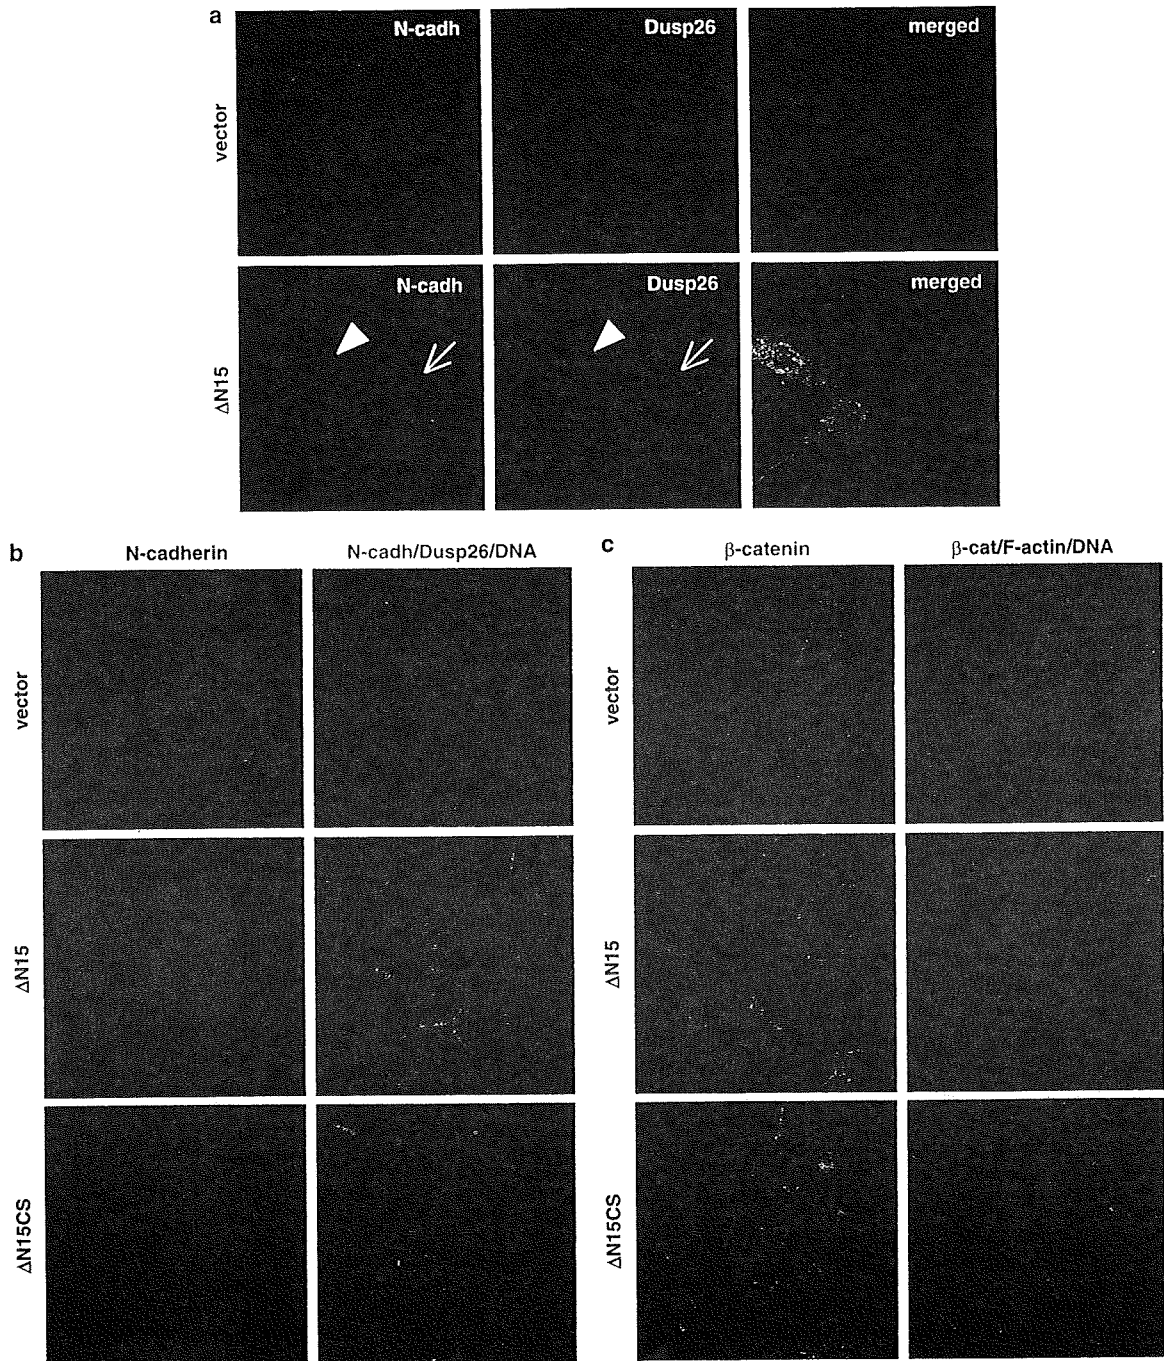 a
N-cadh
Dusp26
merged
vector
N-cadh
Dusp26
merged
ΔN15
b
N-cadherin
N-cadh/Dusp26/DNA
vector
ΔN15
ΔN15CS
c
β-catenin
β-cat/F-actin/DNA
vector
ΔN15
ΔN15CS